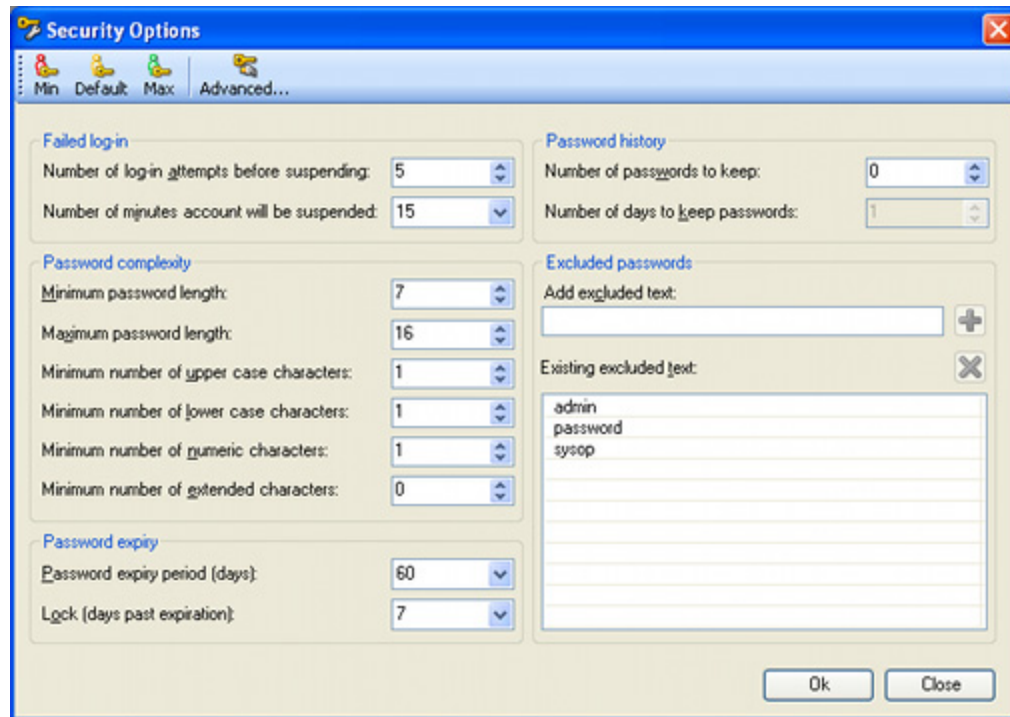 Security Options
Min Default Max Advanced...
Failed log-in
Number of log-in attempts before suspending: 5
Number of minutes account will be suspended: 15
Password complexity
Minimum password length: 7
Maximum password length: 16
Minimum number of upper case characters: 1
Minimum number of lower case characters: 1
Minimum number of numeric characters: 1
Minimum number of extended characters: 0
Password expiry
Password expiry period (days): 60
Lock (days past expiration): 7
Password history
Number of passwords to keep: 0
Number of days to keep passwords: 1
Excluded passwords
Add excluded text:
Existing excluded text:
admin
password
sysop
Ok Close